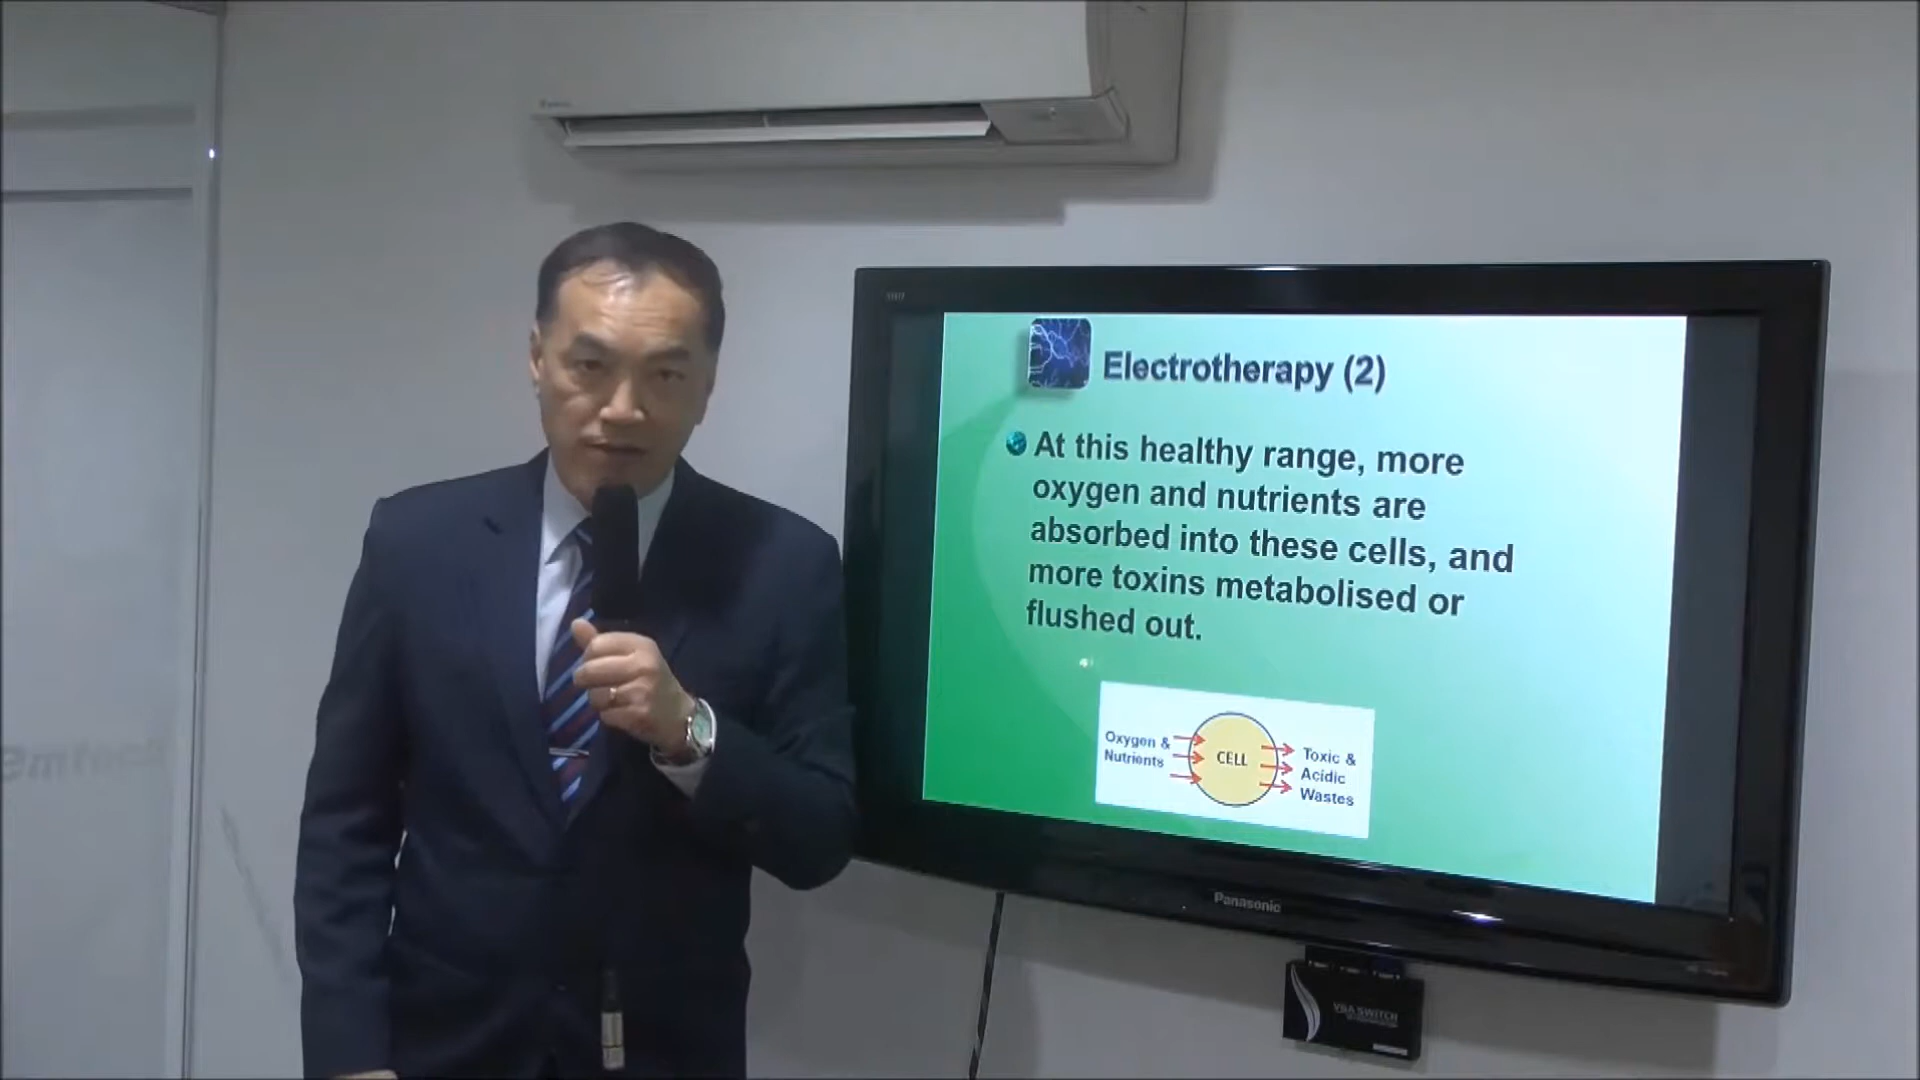 Electrotherapy (2)
At this healthy range, more
oxygen and nutrients are
absorbed into these cells, and
more toxins metabolised or
flushed out.
Oxygen &
Nutrients
CELL
Toxic &
Acidic
Wastes
Panasonic
VGA SWITCH